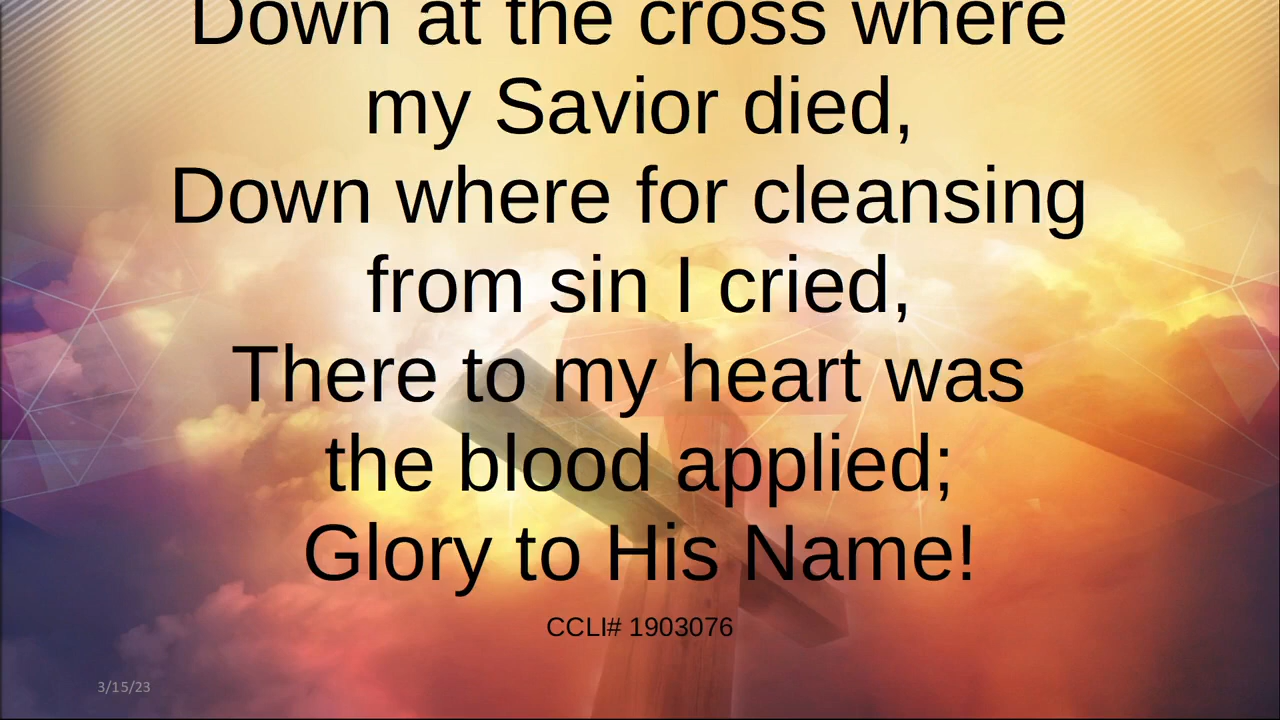 Down at the cross where
my Savior died,
Down where for cleansing
from sin I cried,
There to my heart was
the blood applied;
Glory to His Name!
CCLI# 1903076
3/15/23